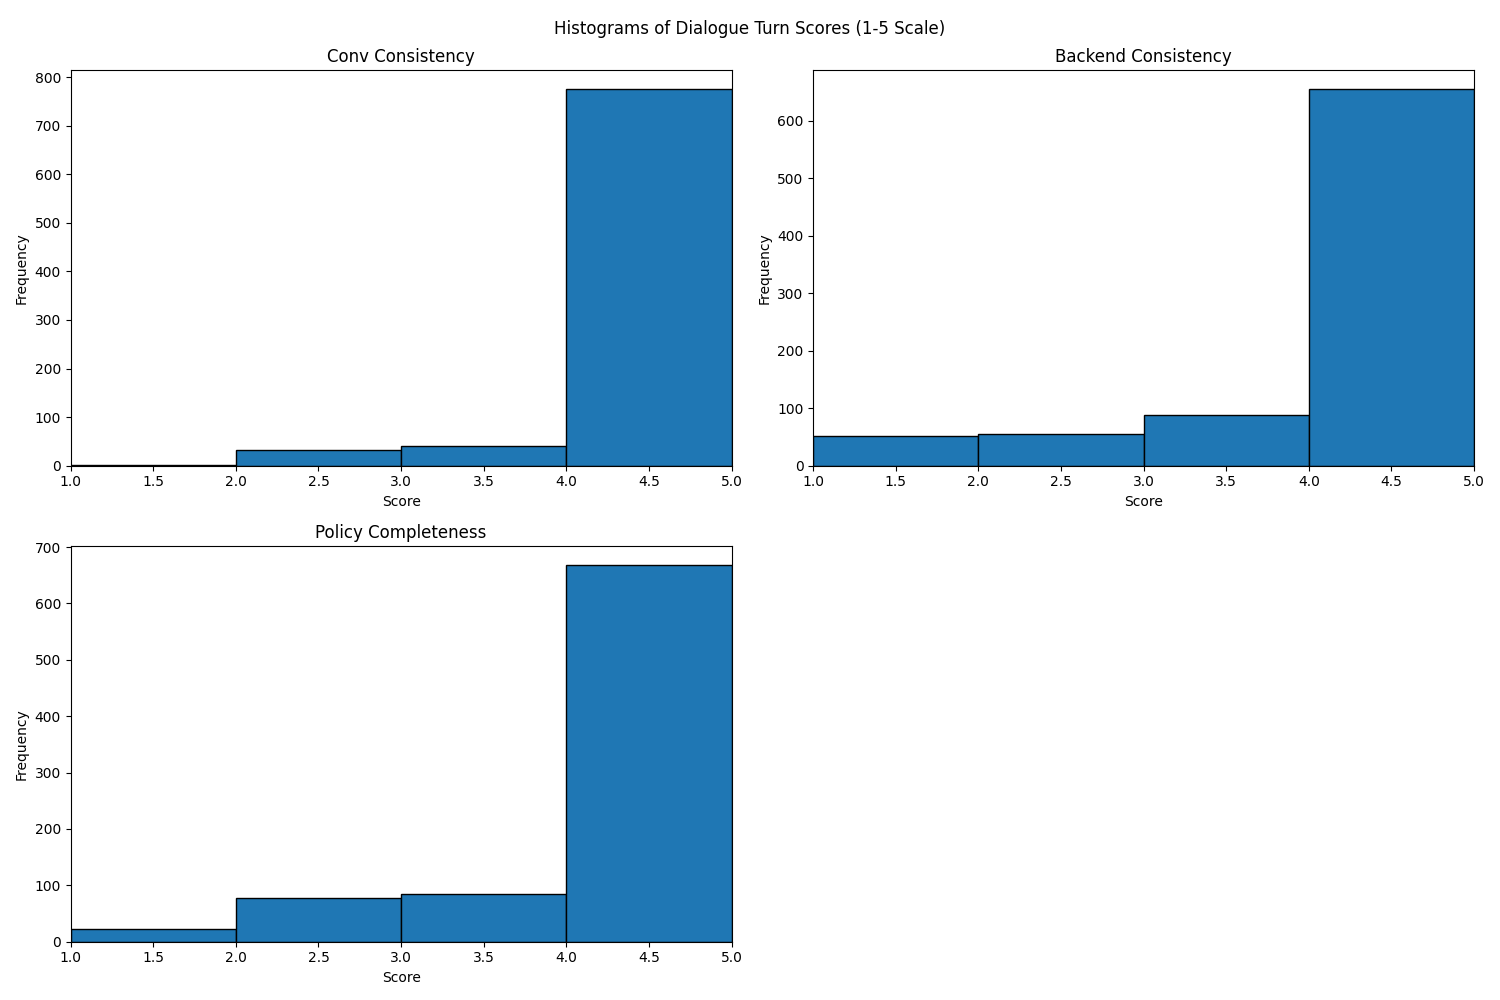 Histograms of Dialogue Turn Scores (1-5 Scale)
Conv Consistency
800
700
600
500
400
300
200
100
0
Frequency
1.0 1.5 2.0 2.5 3.0 3.5 4.0 4.5 5.0
Score
Backend Consistency
600
500
400
300
200
100
0
Frequency
1.0 1.5 2.0 2.5 3.0 3.5 4.0 4.5 5.0
Score
Policy Completeness
700
600
500
400
300
200
100
0
Frequency
1.0 1.5 2.0 2.5 3.0 3.5 4.0 4.5 5.0
Score